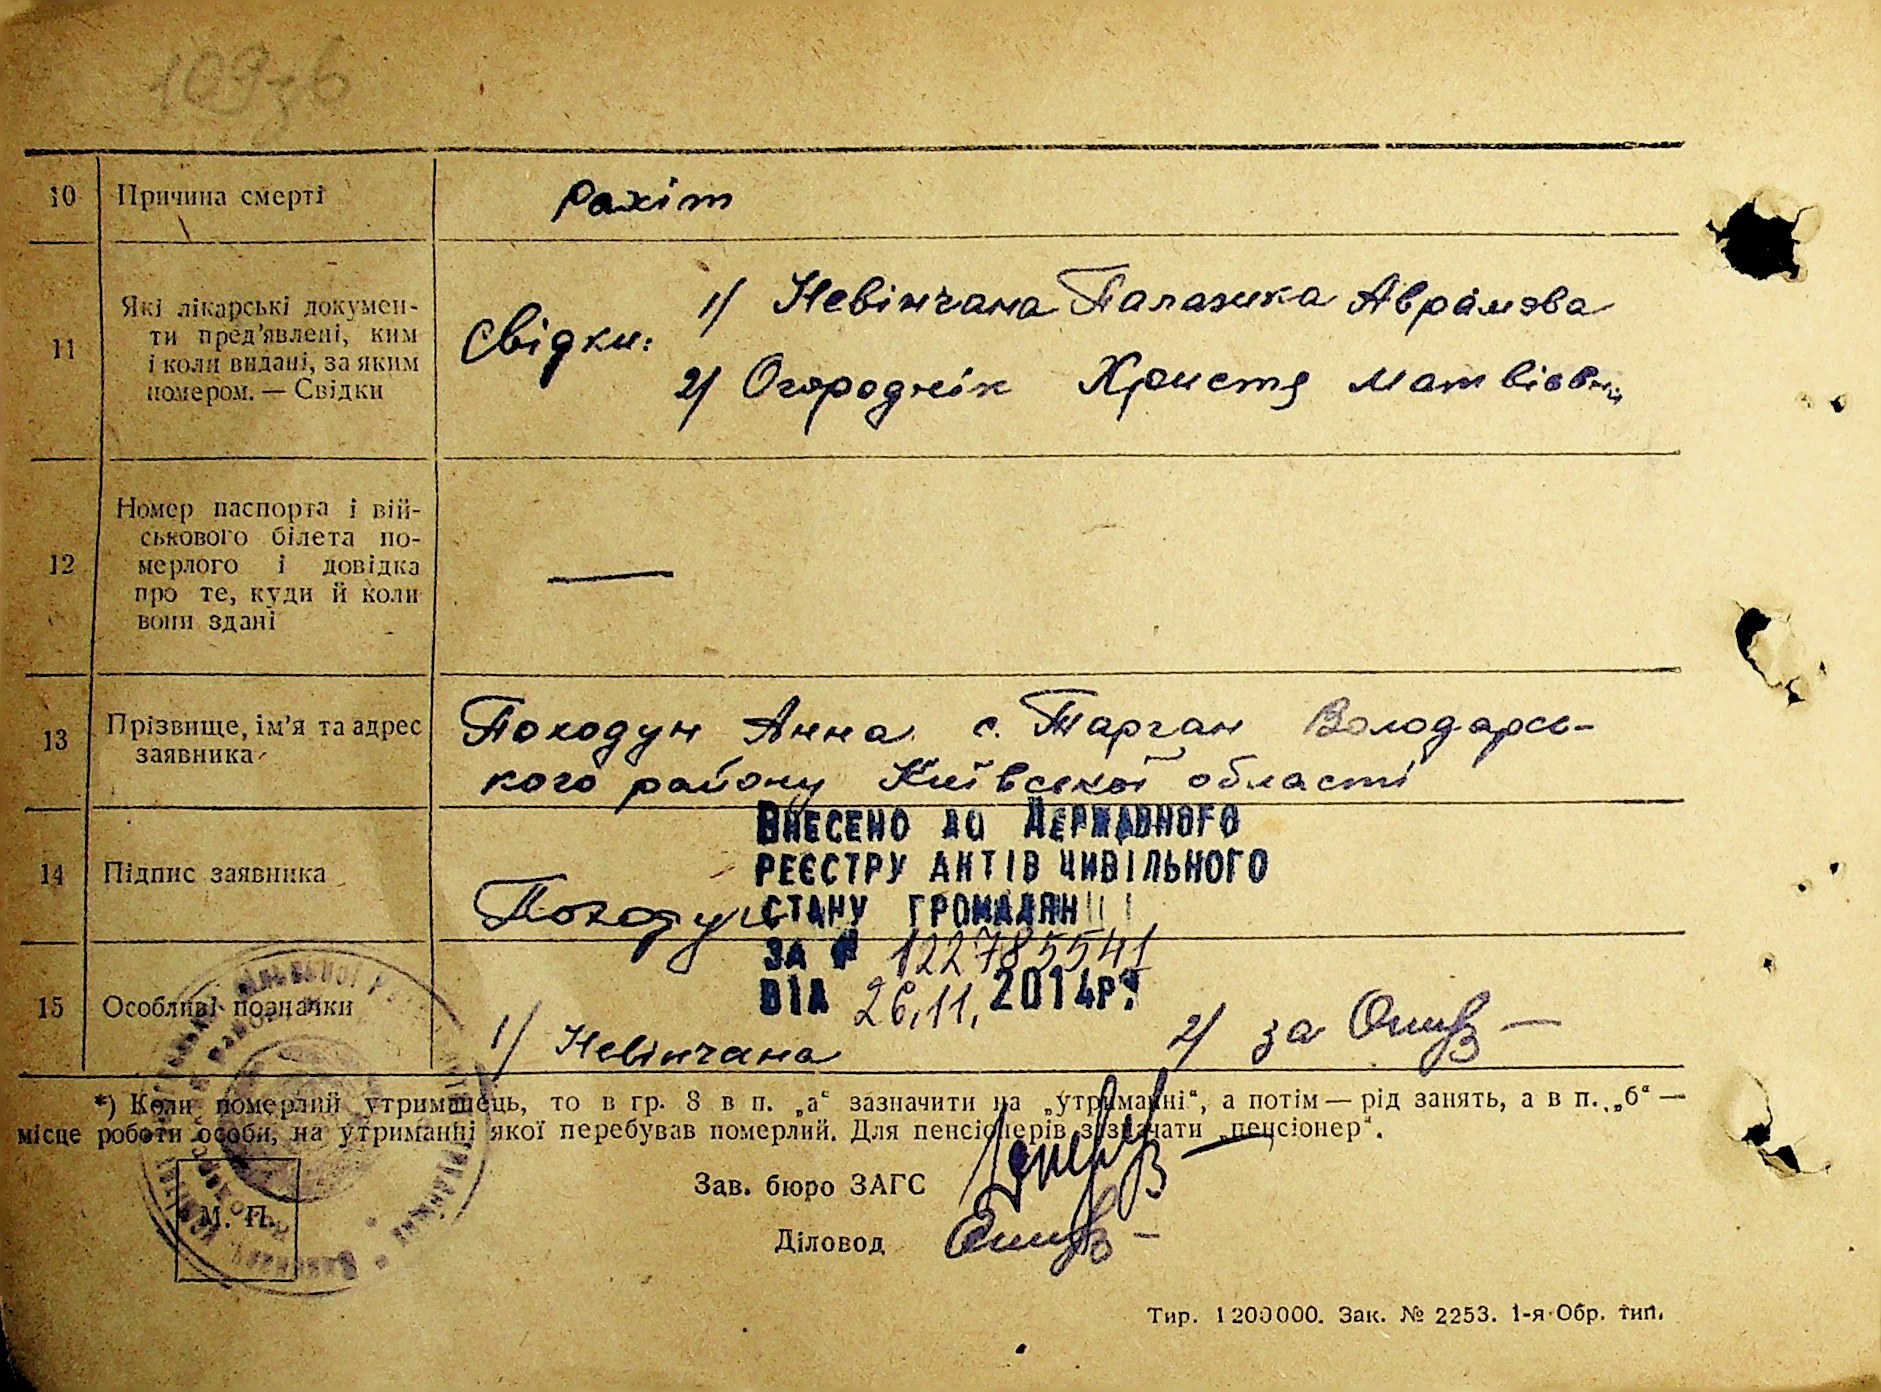 109зб
10 Причина смерті Рахіт
11 Які лікарські докумен-
ти пред'явлені, ким
і коли видані, за яким
номером. — Свідки
Свідки: 1/ Невінчана Палажка Аврамова
2/ Огороднік Христя Матвіівна
12 Номер паспорта і вій-
ськового білета по-
мерлого і довідка
про те, куди й коли
вони здані
—
13 Прізвище, ім'я та адрес
заявника
Походун Анна с. Тарган Володарсь-
кого району Київської області
14 Підпис заявника Походун
Внесено до Державного
реєстру актів цивільного
стану громадян
за № 122785541
від 26.11. 2014р.
15 Особливі позначки
1/ Невінчана 2/ за
*) Коли померлий утриманець, то в гр. 8 в п. „а“ зазначити на „утриманні“, а потім — рід занять, а в п. „б“ —
місце роботи особи, на утриманні якої перебував померлий. Для пенсіонерів зазначати „пенсіонер“.
М. П.
Зав. бюро ЗАГС
Діловод
Тир. 1200000. Зак. № 2253. 1-я Обр. тип.